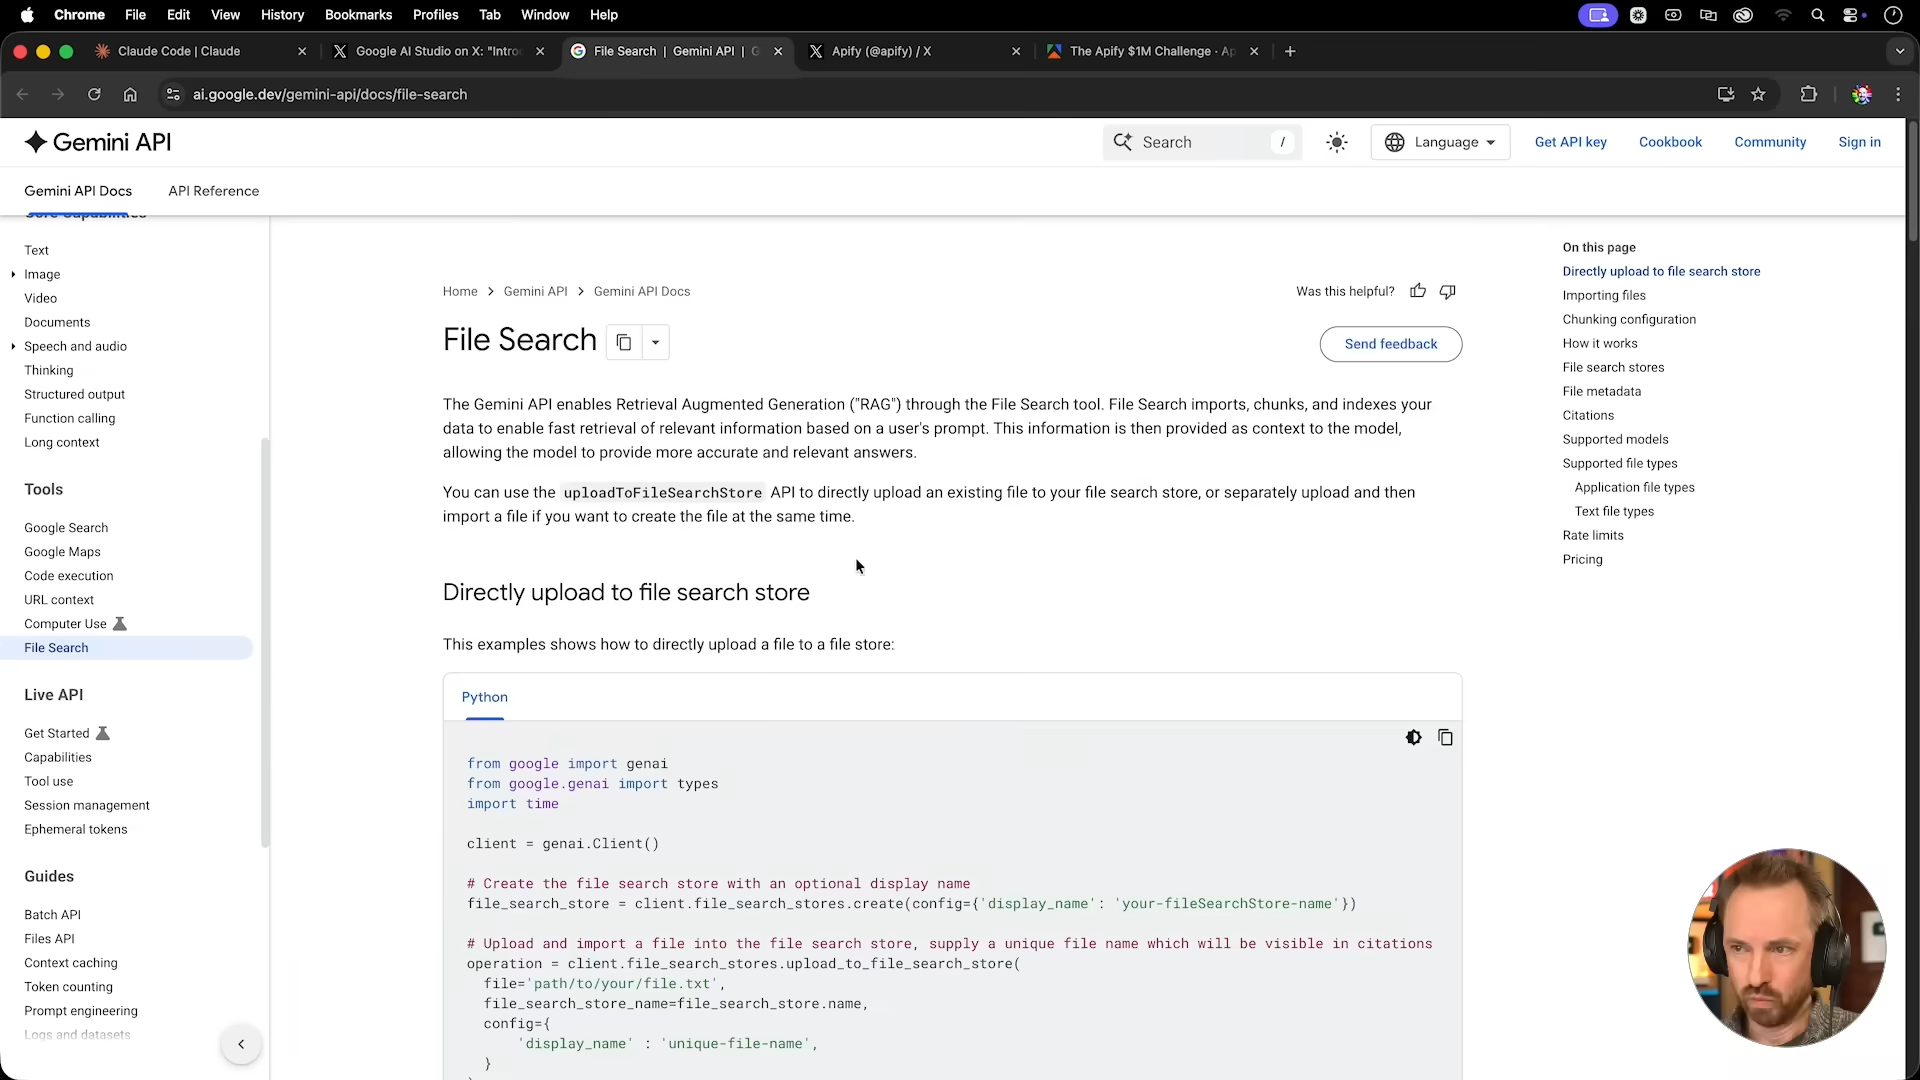 Chrome File Edit View History Bookmarks Profiles Tab Window Help
Claude Code | Claude
Google AI Studio on X: "Intro
File Search | Gemini API | G
Apify (@apify) / X
The Apify $1M Challenge · Ap
ai.google.dev/gemini-api/docs/file-search
Gemini API
Search /
Language
Get API key
Cookbook
Community
Sign in
Gemini API Docs
API Reference
Core Capabilities
Text
Image
Video
Documents
Speech and audio
Thinking
Structured output
Function calling
Long context
Tools
Google Search
Google Maps
Code execution
URL context
Computer Use
File Search
Live API
Get Started
Capabilities
Tool use
Session management
Ephemeral tokens
Guides
Batch API
Files API
Context caching
Token counting
Prompt engineering
Logs and datasets
Home > Gemini API > Gemini API Docs
Was this helpful?
File Search
Send feedback
The Gemini API enables Retrieval Augmented Generation ("RAG") through the File Search tool. File Search imports, chunks, and indexes your
data to enable fast retrieval of relevant information based on a user's prompt. This information is then provided as context to the model,
allowing the model to provide more accurate and relevant answers.
You can use the uploadToFileSearchStore API to directly upload an existing file to your file search store, or separately upload and then
import a file if you want to create the file at the same time.
Directly upload to file search store
This examples shows how to directly upload a file to a file store:
Python
from google import genai
from google.genai import types
import time
client = genai.Client()
# Create the file search store with an optional display name
file_search_store = client.file_search_stores.create(config={'display_name': 'your-fileSearchStore-name'})
# Upload and import a file into the file search store, supply a unique file name which will be visible in citations
operation = client.file_search_stores.upload_to_file_search_store(
file='path/to/your/file.txt',
file_search_store_name=file_search_store.name,
config={
'display_name' : 'unique-file-name',
}
On this page
Directly upload to file search store
Importing files
Chunking configuration
How it works
File search stores
File metadata
Citations
Supported models
Supported file types
Application file types
Text file types
Rate limits
Pricing